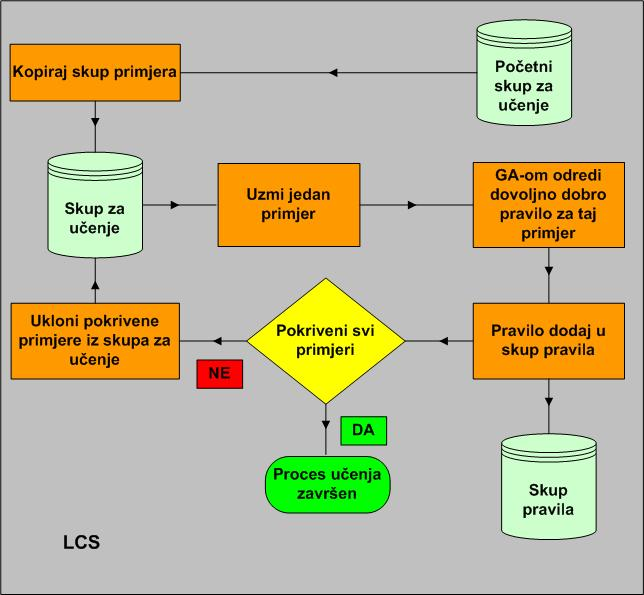 Kopiraj skup primjera
Početni
skup za
učenje
Skup za
učenje
Uzmi jedan
primjer
GA-om odredi
dovoljno dobro
pravilo za taj
primjer
Ukloni pokrivene
primjere iz skupa za
učenje
Pokriveni svi
primjeri
Pravilo dodaj u
skup pravila
NE
DA
Proces učenja
završen
Skup
pravila
LCS